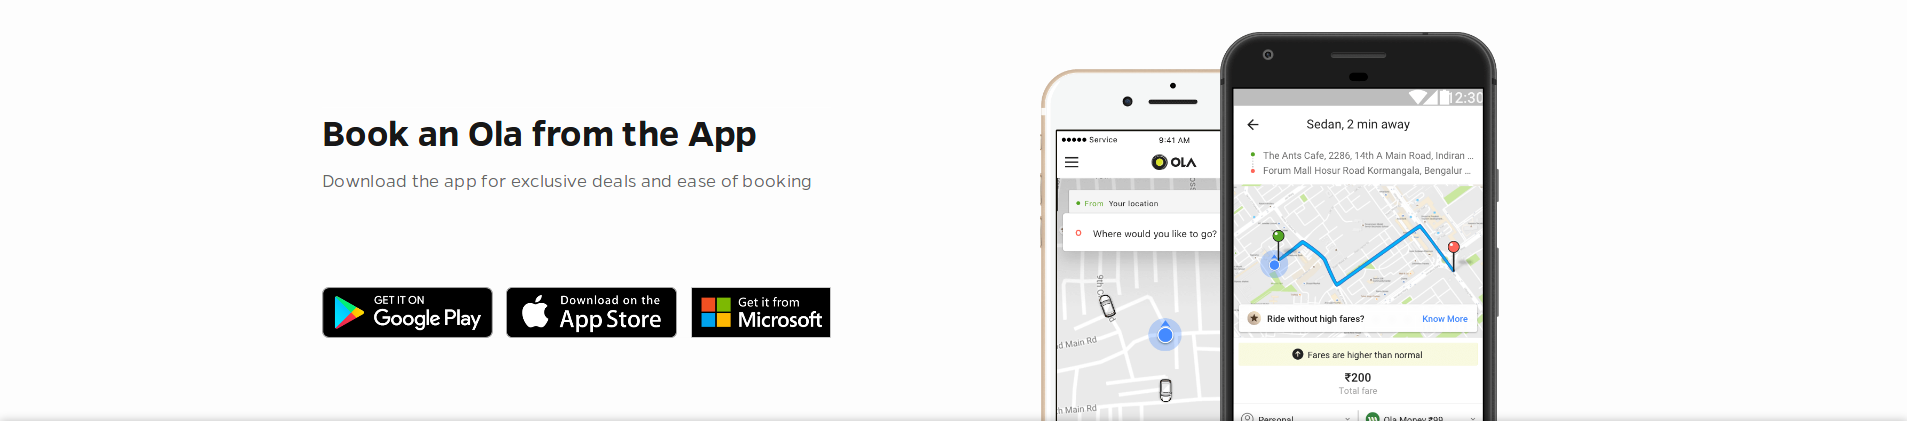 Book an Ola from the App
Download the app for exclusive deals and ease of booking
GET IT ON
Google Play
Download on the
App Store
Get it from
Microsoft
Service
9:41 AM
OLA
From Your location
Where would you like to go?
9th C
d Main Rd
th Main Rd
12:30
Sedan, 2 min away
The Ants Cafe, 2286, 14th A Main Road, Indiran ...
Forum Mall Hosur Road Kormangala, Bengalur ...
Ride without high fares?
Know More
Fares are higher than normal
₹200
Total fare
Personal
Ola Money ₹99